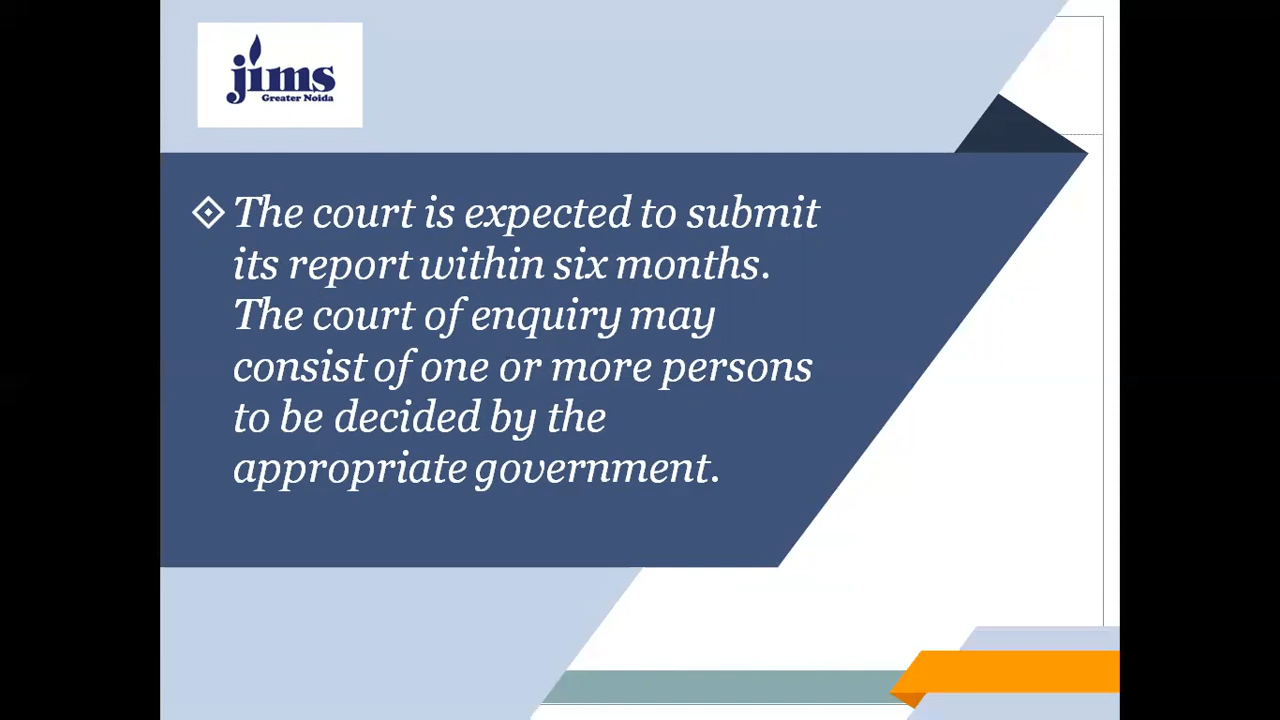 jims
Greater Noida
The court is expected to submit
its report within six months.
The court of enquiry may
consist of one or more persons
to be decided by the
appropriate government.